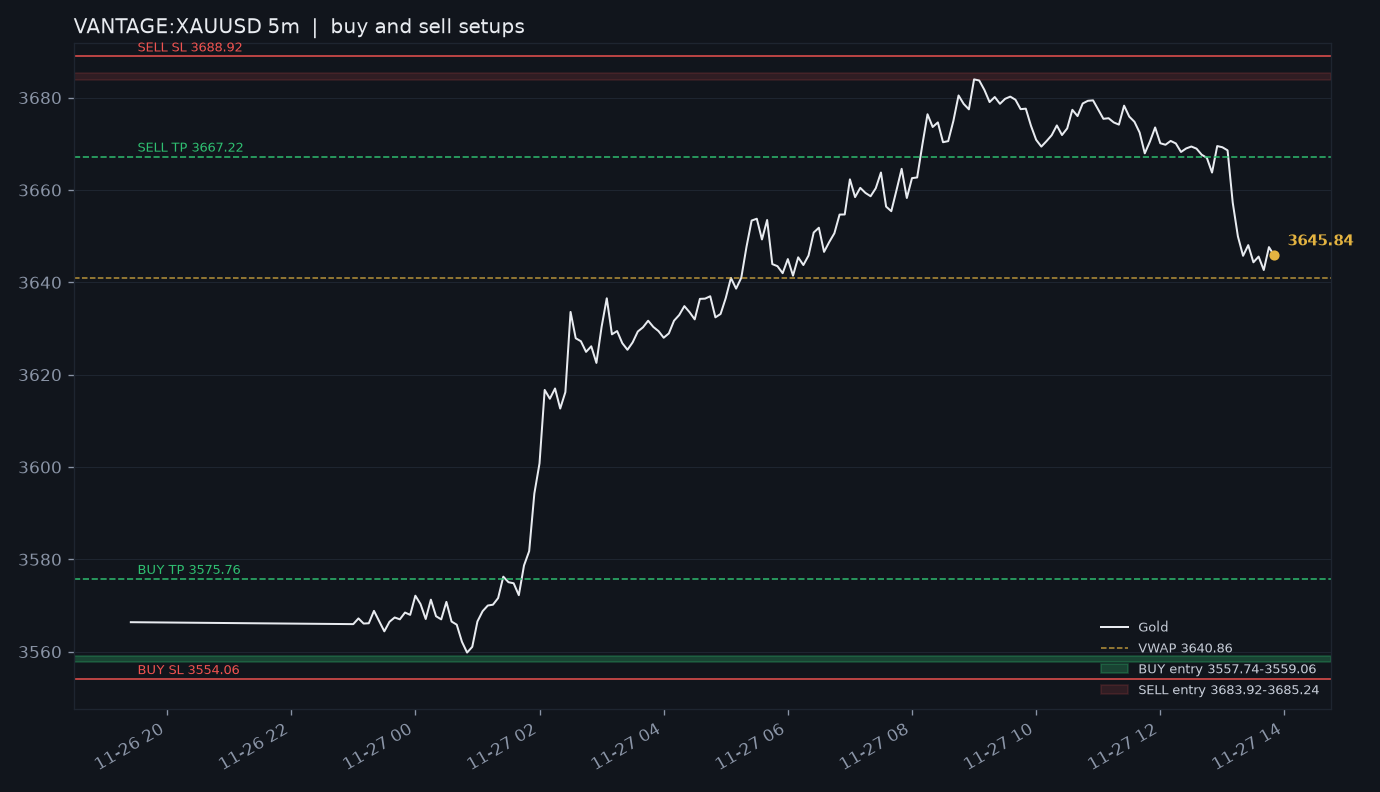 VANTAGE:XAUUSD 5m | buy and sell setups
SELL SL 3688.92
3680
SELL TP 3667.22
3660
3645.84
3640
3620
3600
3580
BUY TP 3575.76
3560
BUY SL 3554.06
Gold
VWAP 3640.86
BUY entry 3557.74-3559.06
SELL entry 3683.92-3685.24
11-26 20
11-26 22
11-27 00
11-27 02
11-27 04
11-27 06
11-27 08
11-27 10
11-27 12
11-27 14